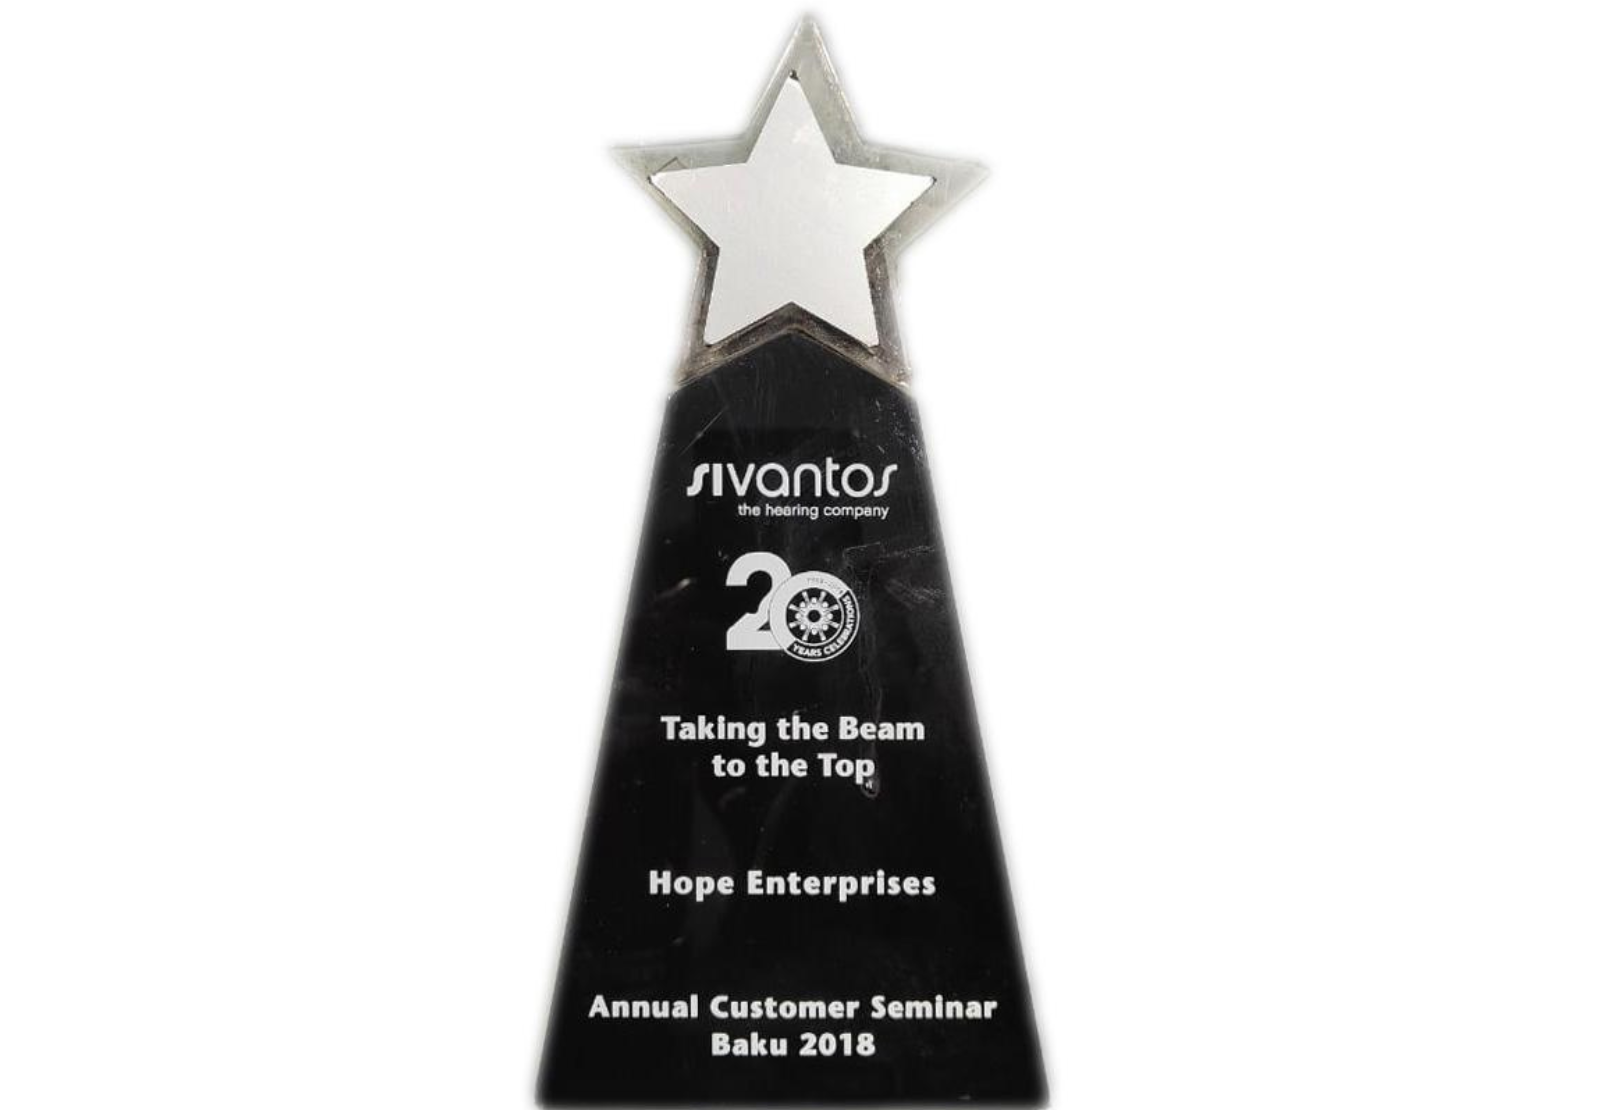 sivantos
the hearing company
20
YEARS CELEBRATIONS
Taking the Beam
to the Top
Hope Enterprises
Annual Customer Seminar
Baku 2018